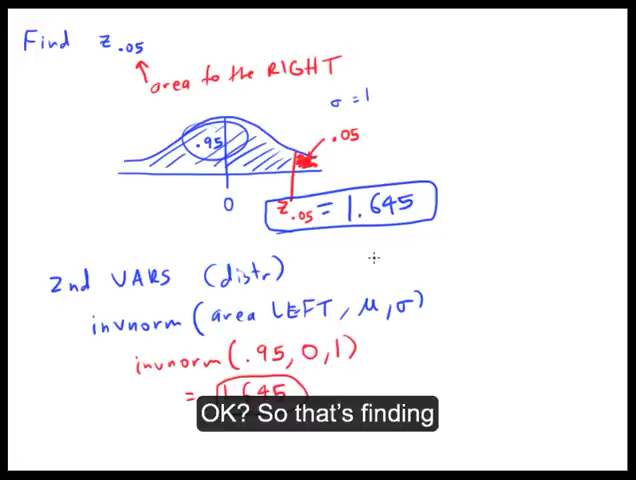 Find z.05
area to the RIGHT
σ = 1
.95
.05
0
z.05 = 1.645
2nd VARS (distr)
invnorm (area LEFT, μ, σ)
invnorm (.95, 0, 1)
= 1.645
OK? So that's finding